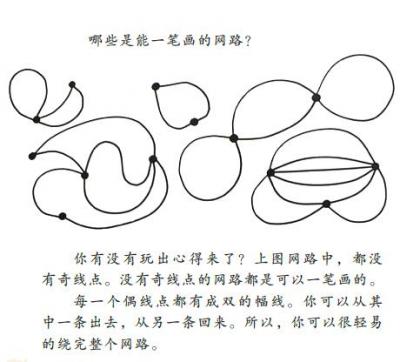 哪些是能一笔画的网路？
你有没有玩出心得来了？上图网路中，都没
有奇线点。没有奇线点的网路都是可以一笔画的。
每一个偶线点都有成双的幅线。你可以从其
中一条出去，从另一条回来。所以，你可以很轻易
的绕完整个网路。